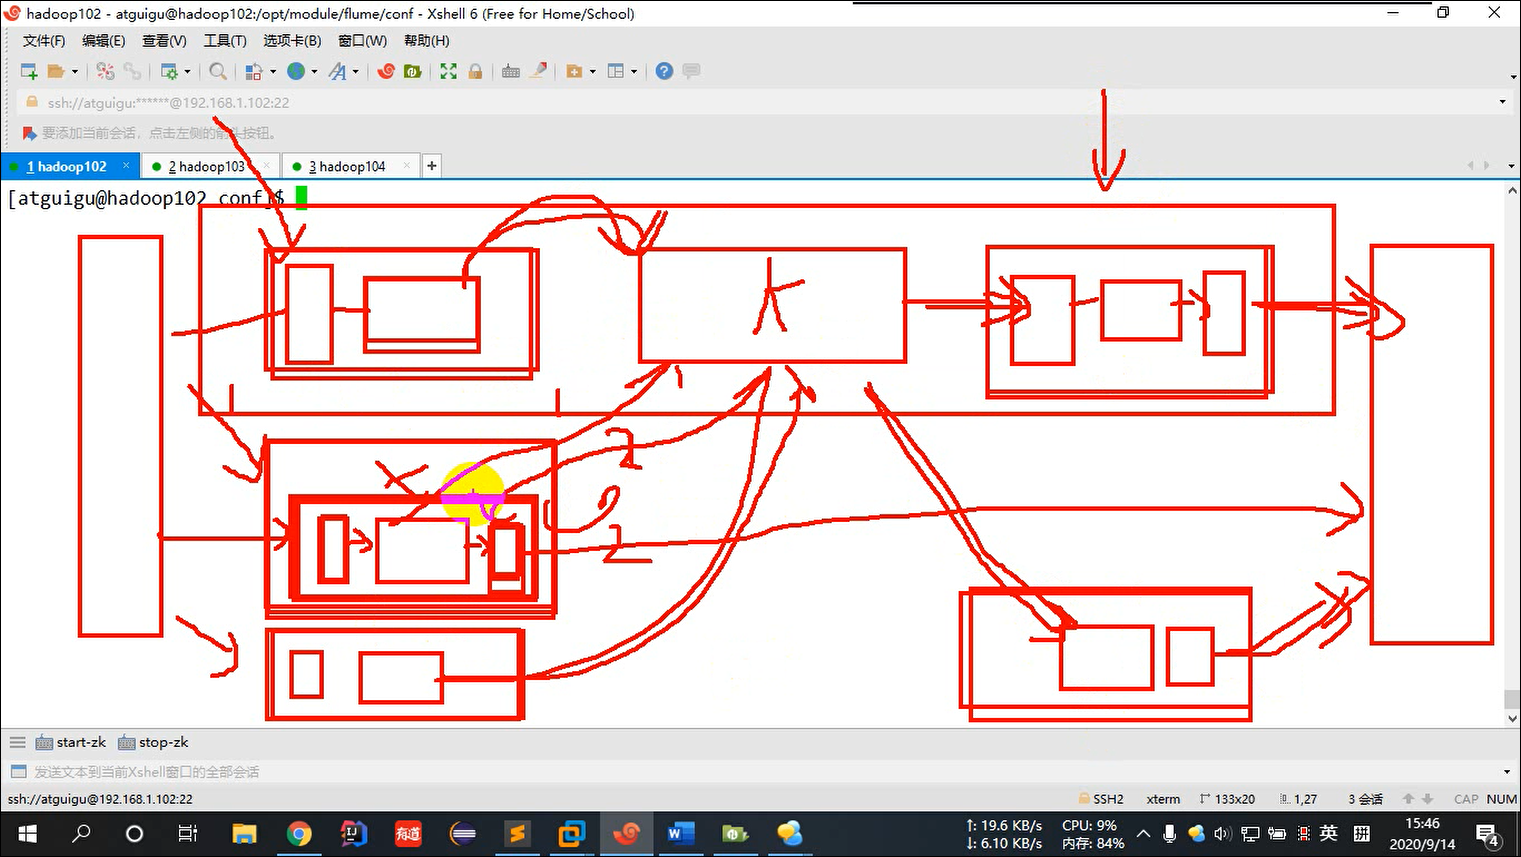 hadoop102 - atguigu@hadoop102:/opt/module/flume/conf - Xshell 6 (Free for Home/School)
文件(F) 编辑(E) 查看(V) 工具(T) 选项卡(B) 窗口(W) 帮助(H)
ssh://atguigu:******@192.168.1.102:22
要添加当前会话，点击左侧的箭头按钮。
1 hadoop102 2 hadoop103 3 hadoop104
[atguigu@hadoop102 conf]$
K
2
2
start-zk stop-zk
发送文本到当前Xshell窗口的全部会话
ssh://atguigu@192.168.1.102:22 SSH2 xterm 133x20 1,27 3 会话 CAP NUM
有道
↑: 19.6 KB/s CPU: 9%
↓: 6.10 KB/s 内存: 84%
英 拼
15:46
2020/9/14
4